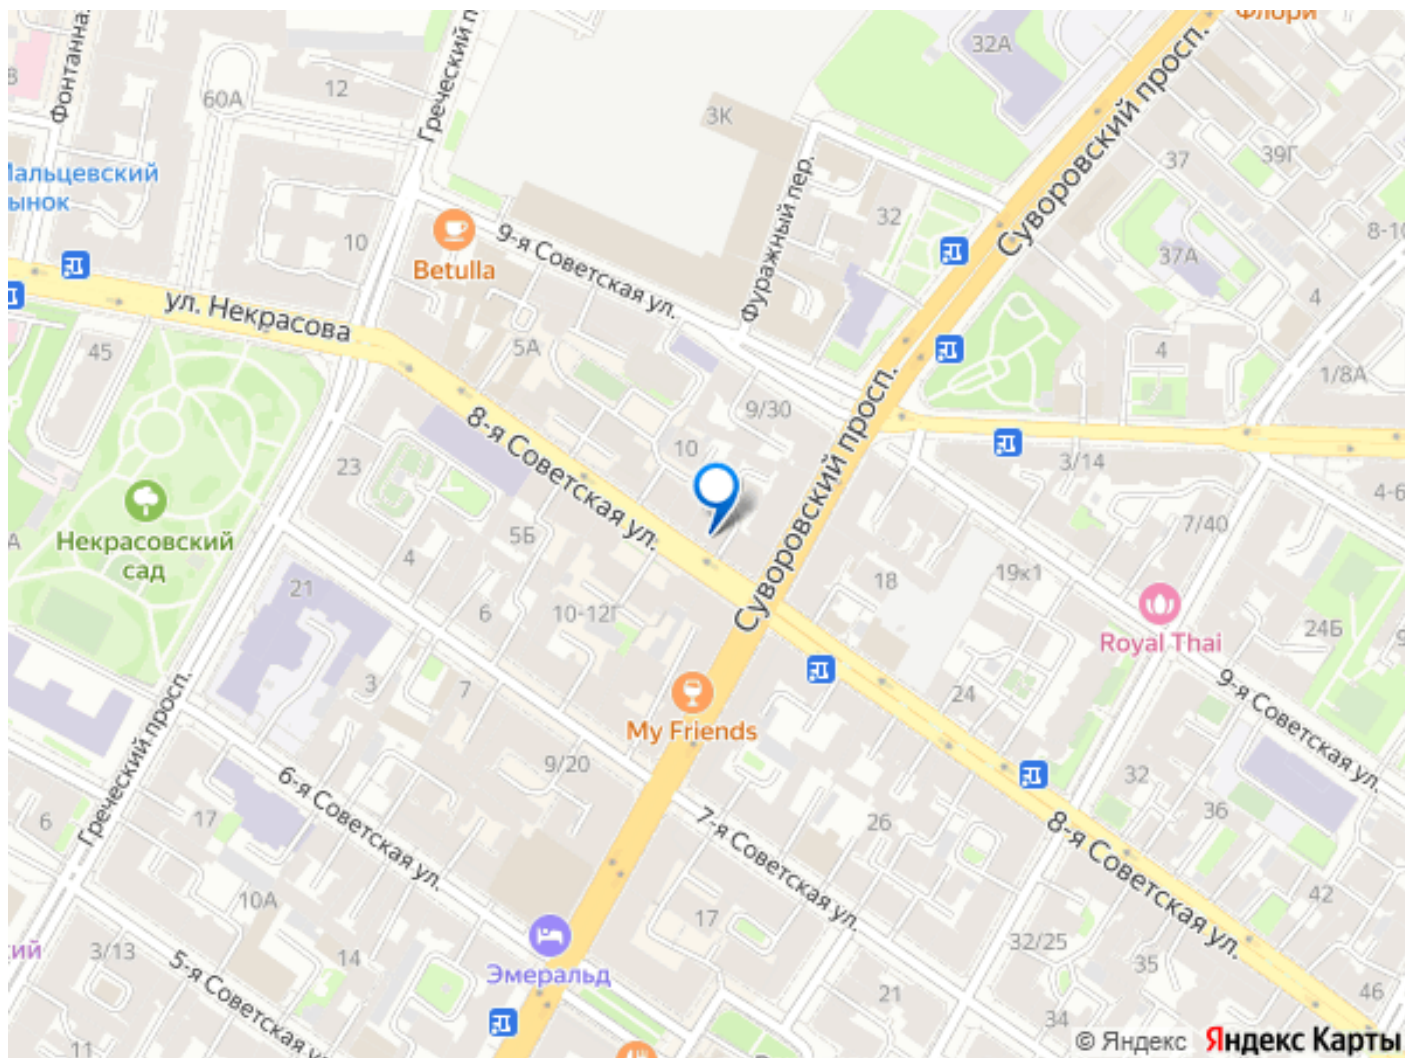 Флори
32А
Суворовский просп.
Фонтанная
Греческий п
12
60А
3К
37
39Г
Мальцевский
рынок
8
32
Фуражный пер.
9-я Советская ул.
10
Betulla
8-10
37А
4
ул. Некрасова
45
5А
4
1/8А
9/30
8-я Советская ул.
10
Суворовский просп.
3/14
23
4-6
7/40
Некрасовский
сад
А
5Б
4
21
6
10-12Г
18
19к1
Royal Thai
24Б
9
Греческий просп.
3
7
24
My Friends
9-я Советская ул.
9/20
32
36
6-я Советская ул.
17
6
7-я Советская ул.
26
8-я Советская ул.
10А
42
17
ий
3/13
14
5-я Советская ул.
Эмеральд
32/25
35
46
21
34
11
© Яндекс Яндекс Карты